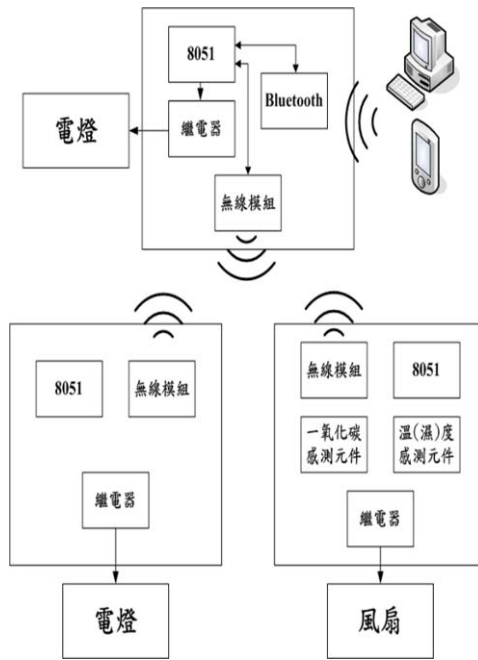 8051
Bluetooth
電燈
繼電器
無線模組
8051
無線模組
繼電器
電燈
無線模組
8051
一氧化碳
感測元件
溫(濕)度
感測元件
繼電器
風扇